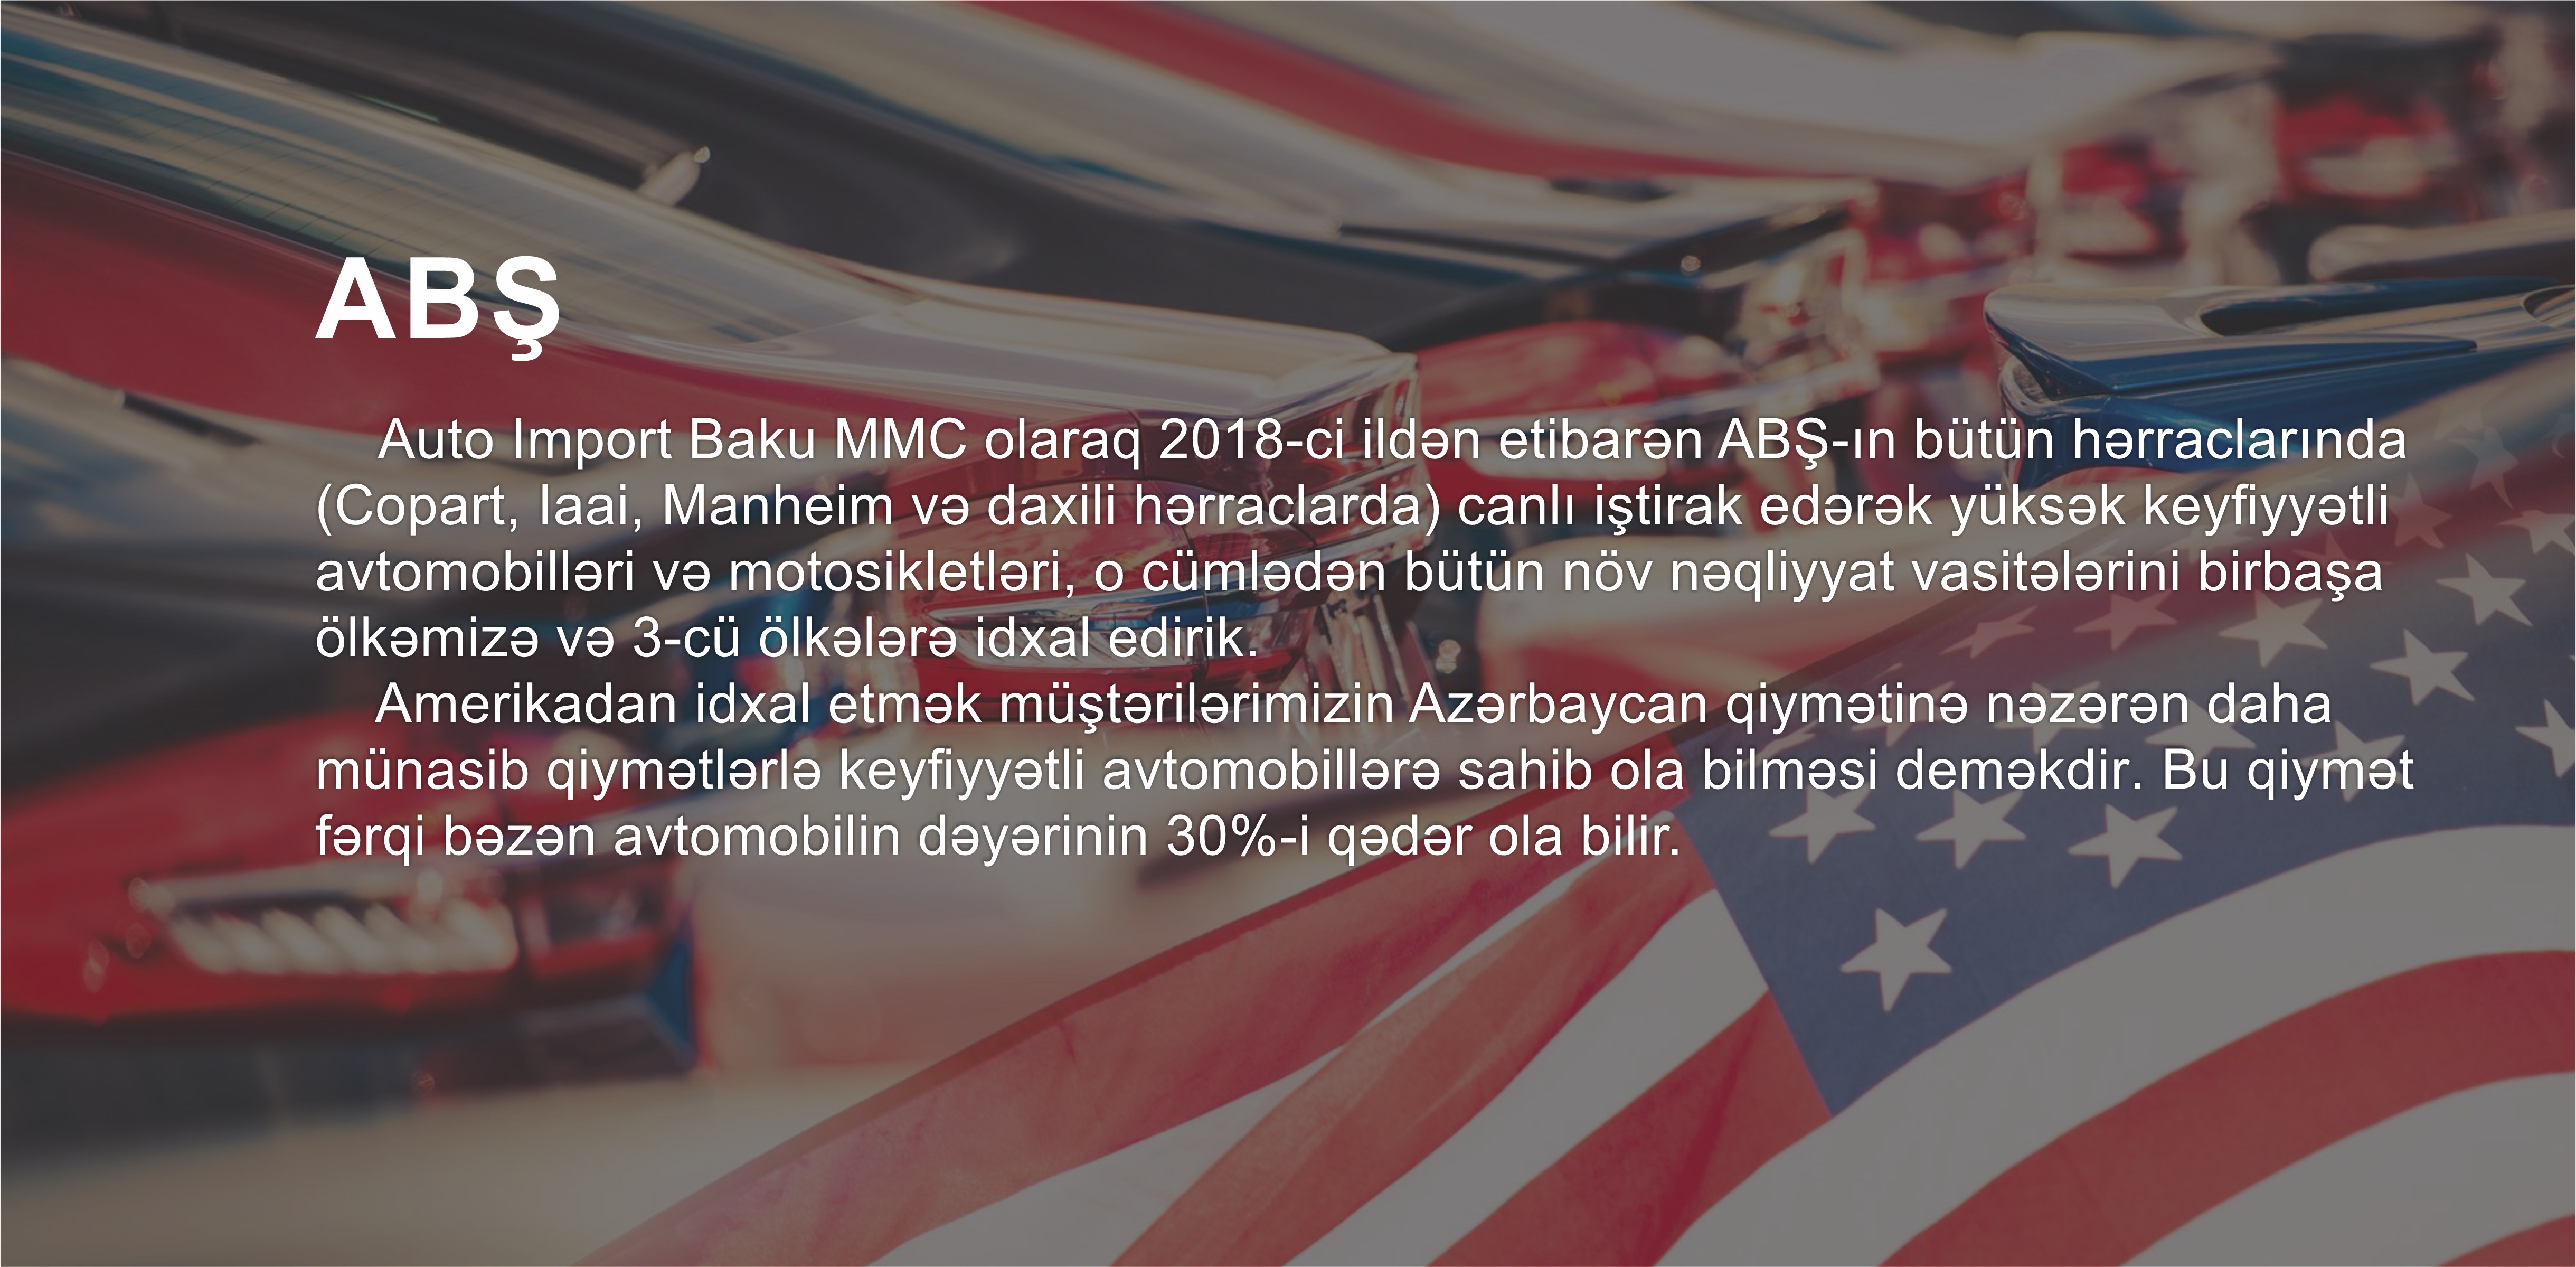 ABŞ
Auto Import Baku MMC olaraq 2018-ci ildən etibarən ABŞ-ın bütün hərraclarında
(Copart, Iaai, Manheim və daxili hərraclarda) canlı iştirak edərək yüksək keyfiyyətli
avtomobilləri və motosikletləri, o cümlədən bütün növ nəqliyyat vasitələrini birbaşa
ölkəmizə və 3-cü ölkələrə idxal edirik.
Amerikadan idxal etmək müştərilərimizin Azərbaycan qiymətinə nəzərən daha
münasib qiymətlərlə keyfiyyətli avtomobillərə sahib ola bilməsi deməkdir. Bu qiymət
fərqi bəzən avtomobilin dəyərinin 30%-i qədər ola bilir.